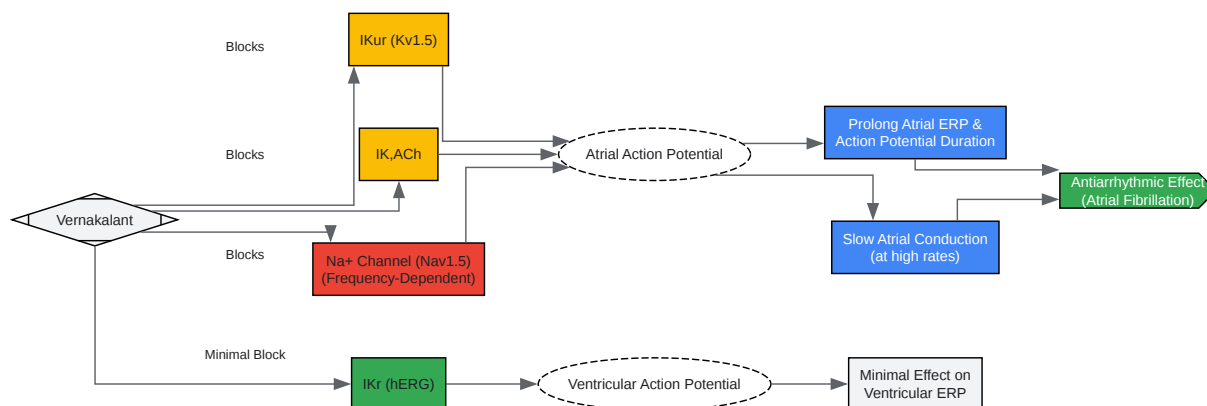 Blocks
IKur (Kv1.5)
Blocks
IK,ACh
Atrial Action Potential
Prolong Atrial ERP &
Action Potential Duration
Antiarrhythmic Effect
(Atrial Fibrillation)
Vernakalant
Blocks
Na+ Channel (Nav1.5)
(Frequency-Dependent)
Slow Atrial Conduction
(at high rates)
Minimal Block
IKr (hERG)
Ventricular Action Potential
Minimal Effect on
Ventricular ERP